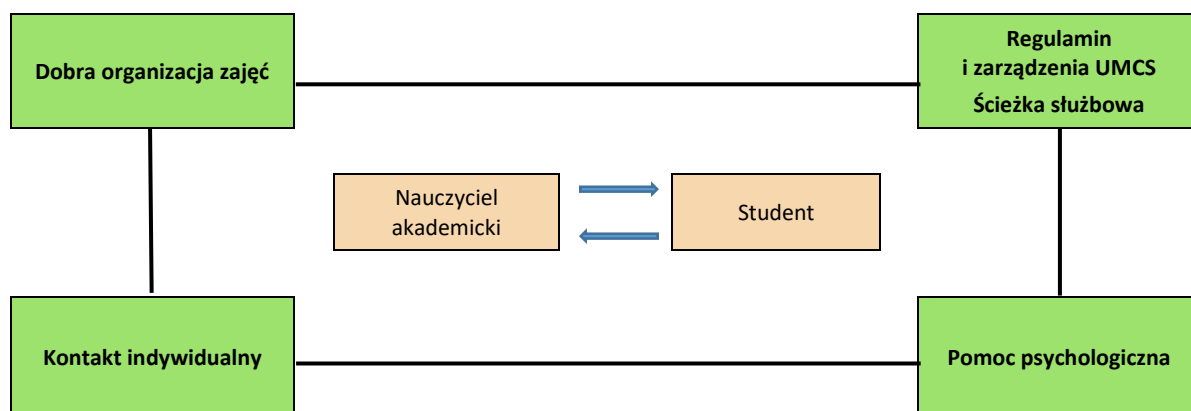 Dobra organizacja zajęć
Regulamin
i zarządzenia UMCS
Ścieżka służbowa
Nauczyciel
akademicki
Student
Kontakt indywidualny
Pomoc psychologiczna